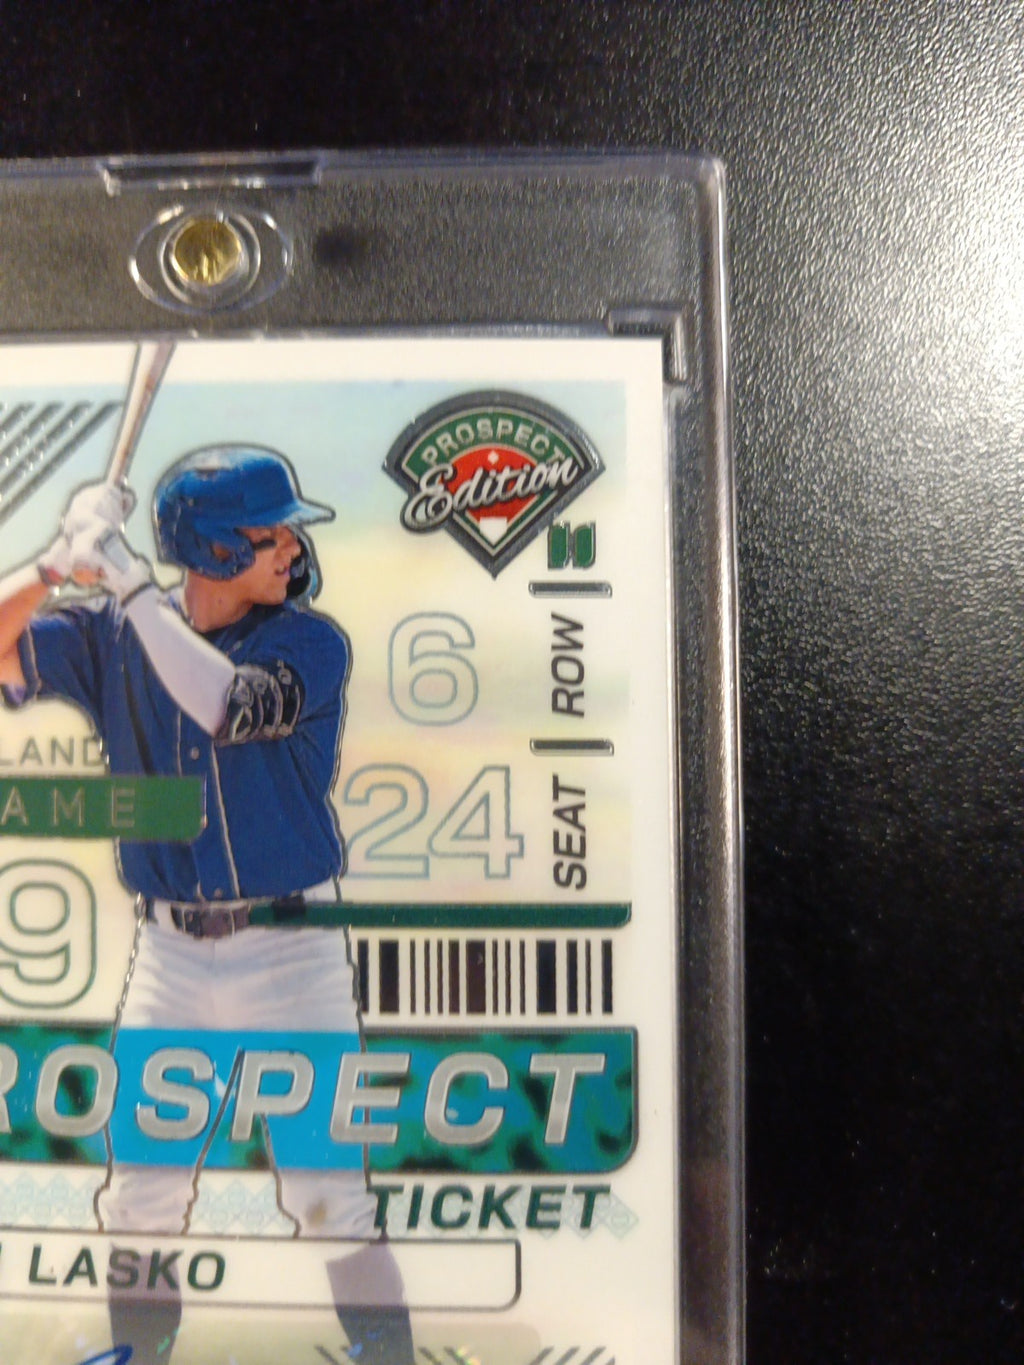 PROSPECT
Edition
6
ROW
24
SEAT
LAND
AME
9
ROSPECT
TICKET
LASKO